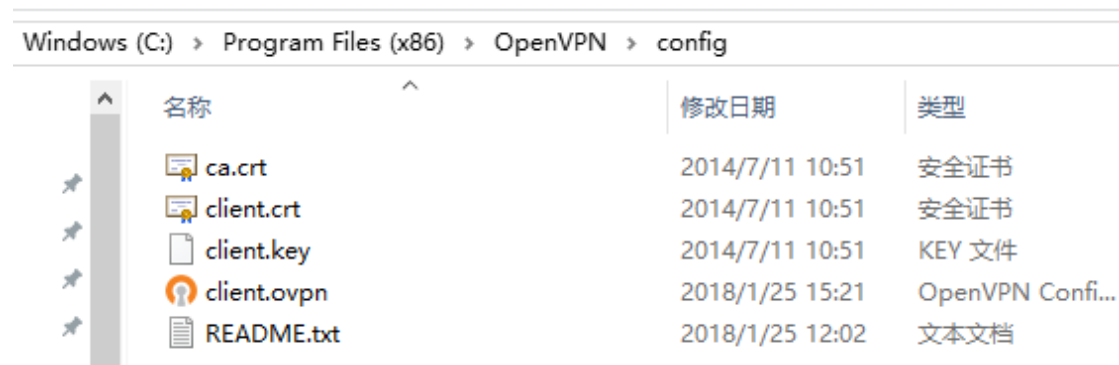 Windows (C:) > Program Files (x86) > OpenVPN > config
名称 修改日期 类型
ca.crt 2014/7/11 10:51 安全证书
client.crt 2014/7/11 10:51 安全证书
client.key 2014/7/11 10:51 KEY 文件
client.ovpn 2018/1/25 15:21 OpenVPN Confi...
README.txt 2018/1/25 12:02 文本文档